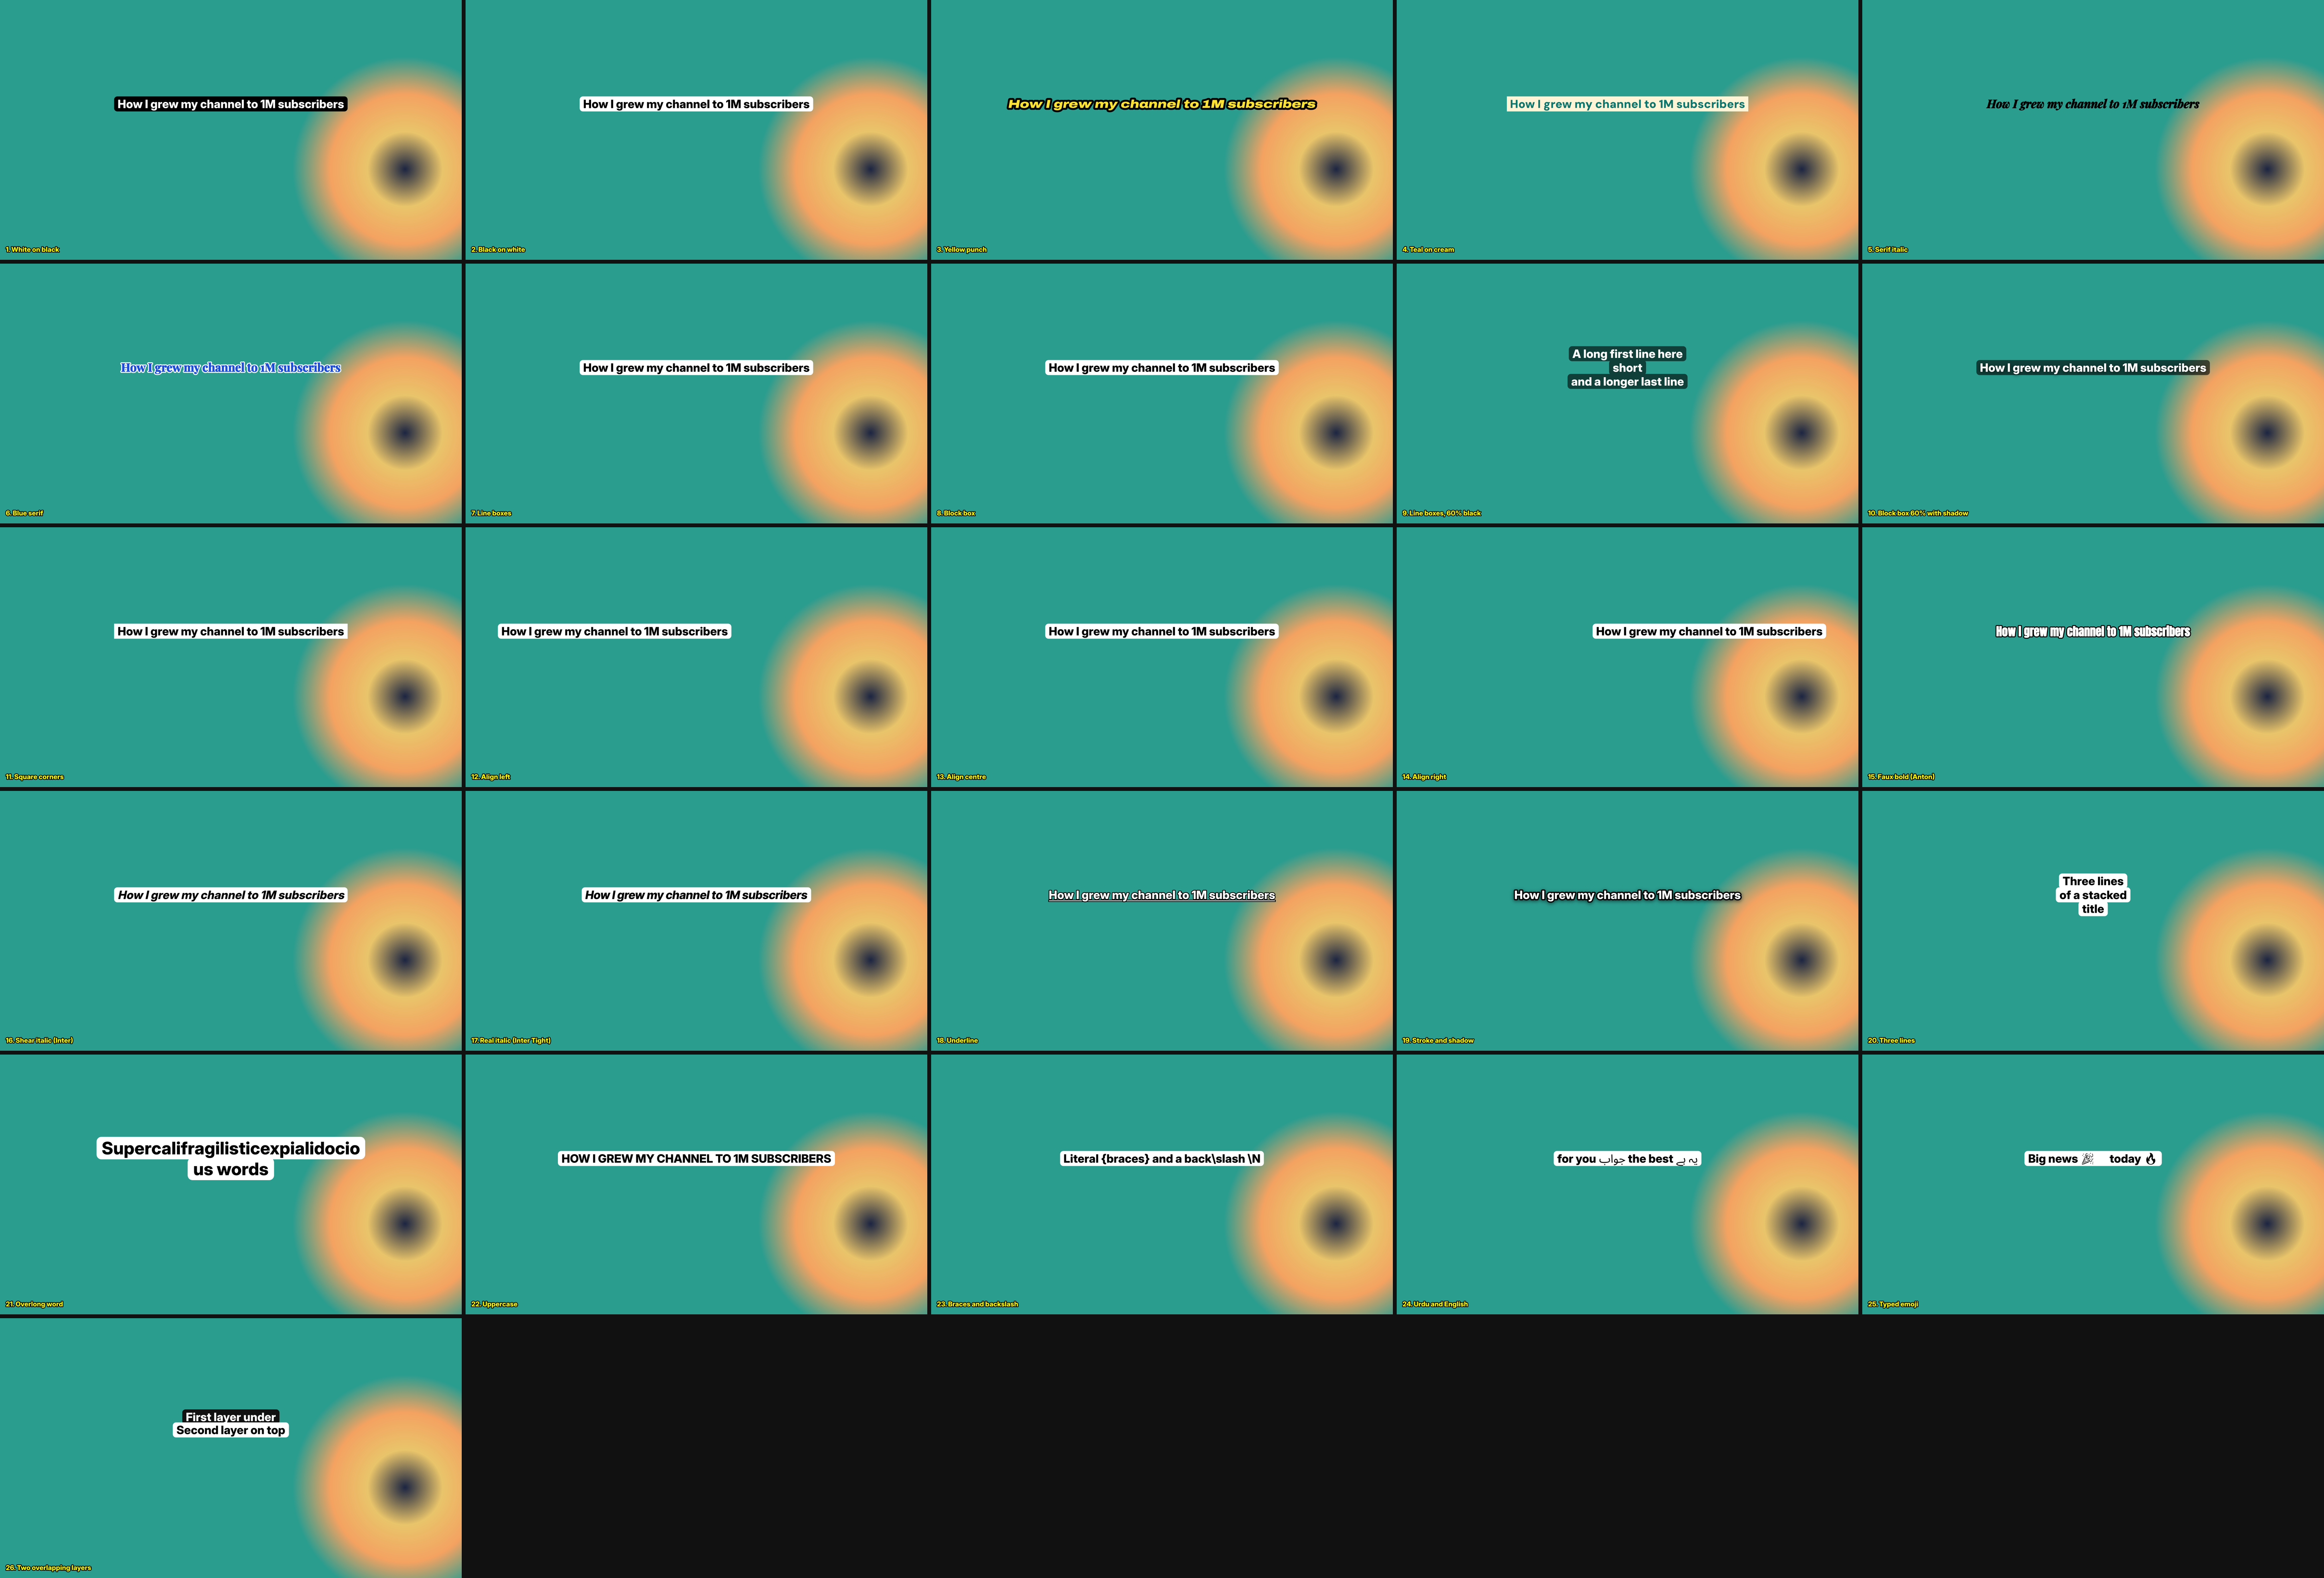 How I grew my channel to 1M subscribers
1. White on black
How I grew my channel to 1M subscribers
2. Black on white
How I grew my channel to 1M subscribers
3. Yellow punch
How I grew my channel to 1M subscribers
4. Teal on cream
How I grew my channel to 1M subscribers
5. Serif italic
How I grew my channel to 1M subscribers
6. Blue serif
How I grew my channel to 1M subscribers
7. Line boxes
How I grew my channel to 1M subscribers
8. Block box
A long first line here
short
and a longer last line
9. Line boxes, 60% black
How I grew my channel to 1M subscribers
10. Block box 60% with shadow
How I grew my channel to 1M subscribers
11. Square corners
How I grew my channel to 1M subscribers
12. Align left
How I grew my channel to 1M subscribers
13. Align centre
How I grew my channel to 1M subscribers
14. Align right
How I grew my channel to 1M subscribers
15. Faux bold (Anton)
How I grew my channel to 1M subscribers
16. Shear italic (Inter)
How I grew my channel to 1M subscribers
17. Real italic (Inter Tight)
How I grew my channel to 1M subscribers
18. Underline
How I grew my channel to 1M subscribers
19. Stroke and shadow
Three lines
of a stacked
title
20. Three lines
Supercalifragilisticexpialidocio
us words
21. Overlong word
HOW I GREW MY CHANNEL TO 1M SUBSCRIBERS
22. Uppercase
Literal {braces} and a back\slash \N
23. Braces and backslash
یہ ہے the best جواب for you
24. Urdu and English
Big news 🎉 today 🔥
25. Typed emoji
First layer under
Second layer on top
26. Two overlapping layers